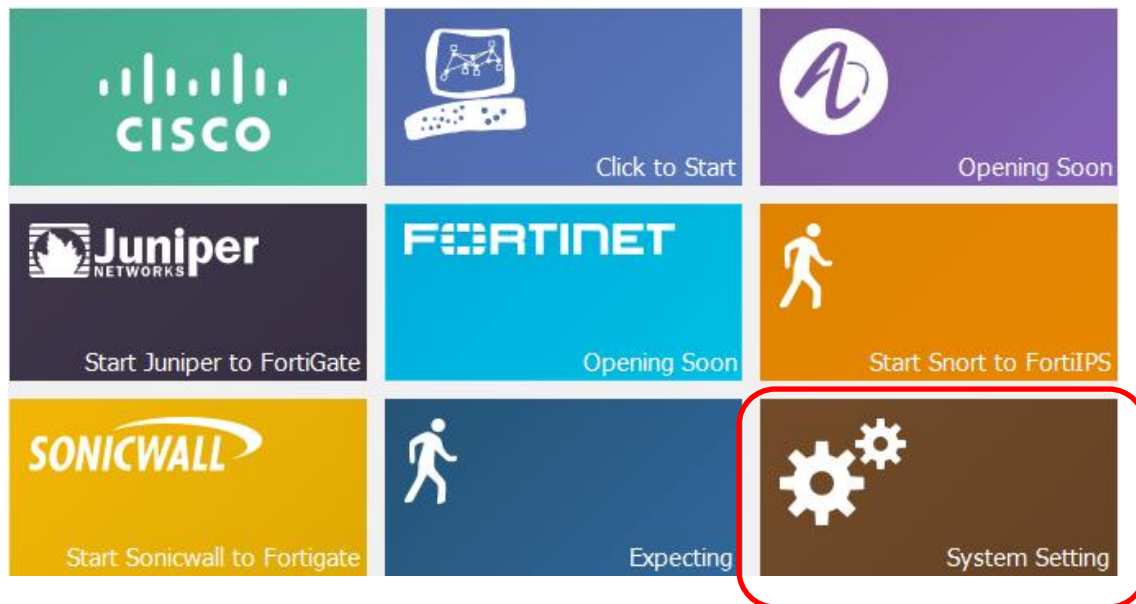 CISCO
Click to Start
Opening Soon
Juniper
NETWORKS
Start Juniper to FortiGate
FORTINET
Opening Soon
Start Snort to FortiIPS
SONICWALL
Start Sonicwall to Fortigate
Expecting
System Setting